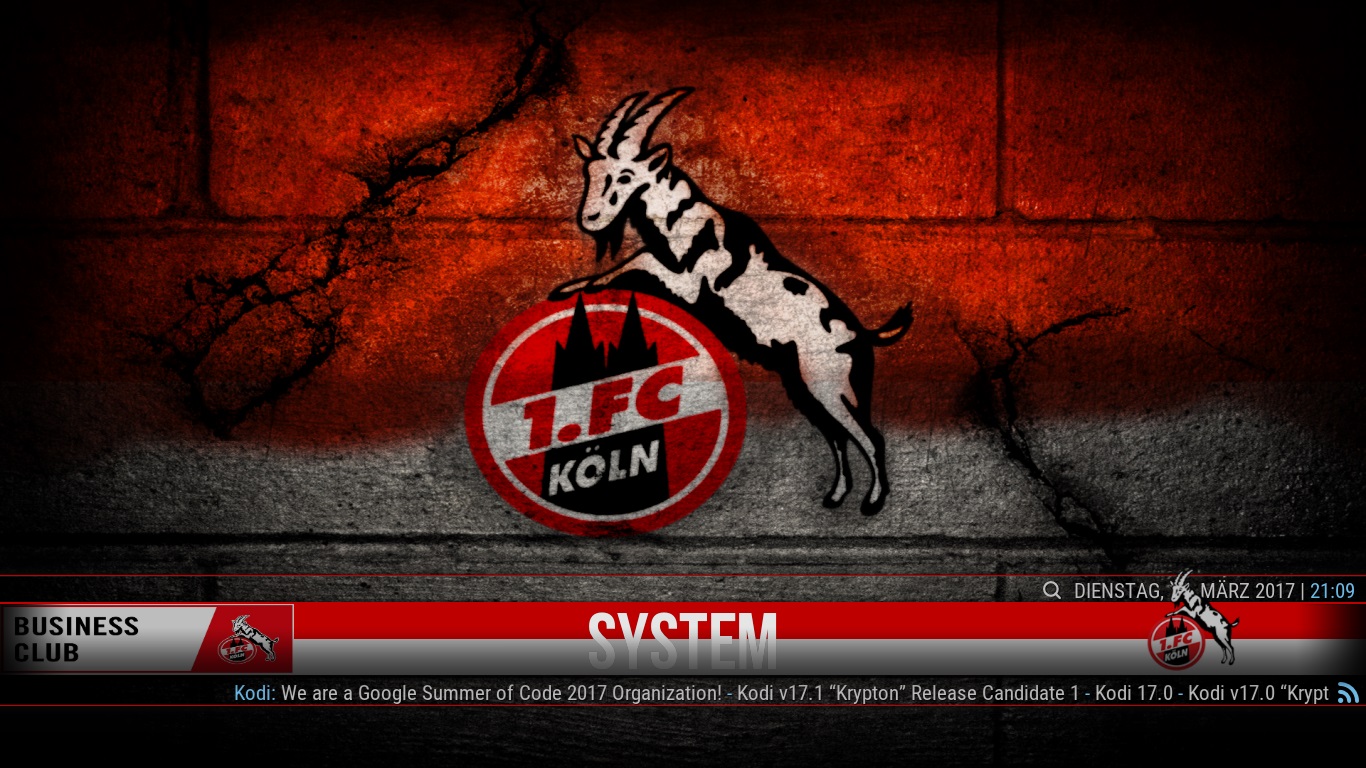 1.FC
KÖLN
DIENSTAG, MÄRZ 2017 | 21:09
BUSINESS
CLUB
SYSTEM
1.FC
KÖLN
1.FC
KÖLN
Kodi: We are a Google Summer of Code 2017 Organization! - Kodi v17.1 “Krypton” Release Candidate 1 - Kodi 17.0 - Kodi v17.0 “Krypt